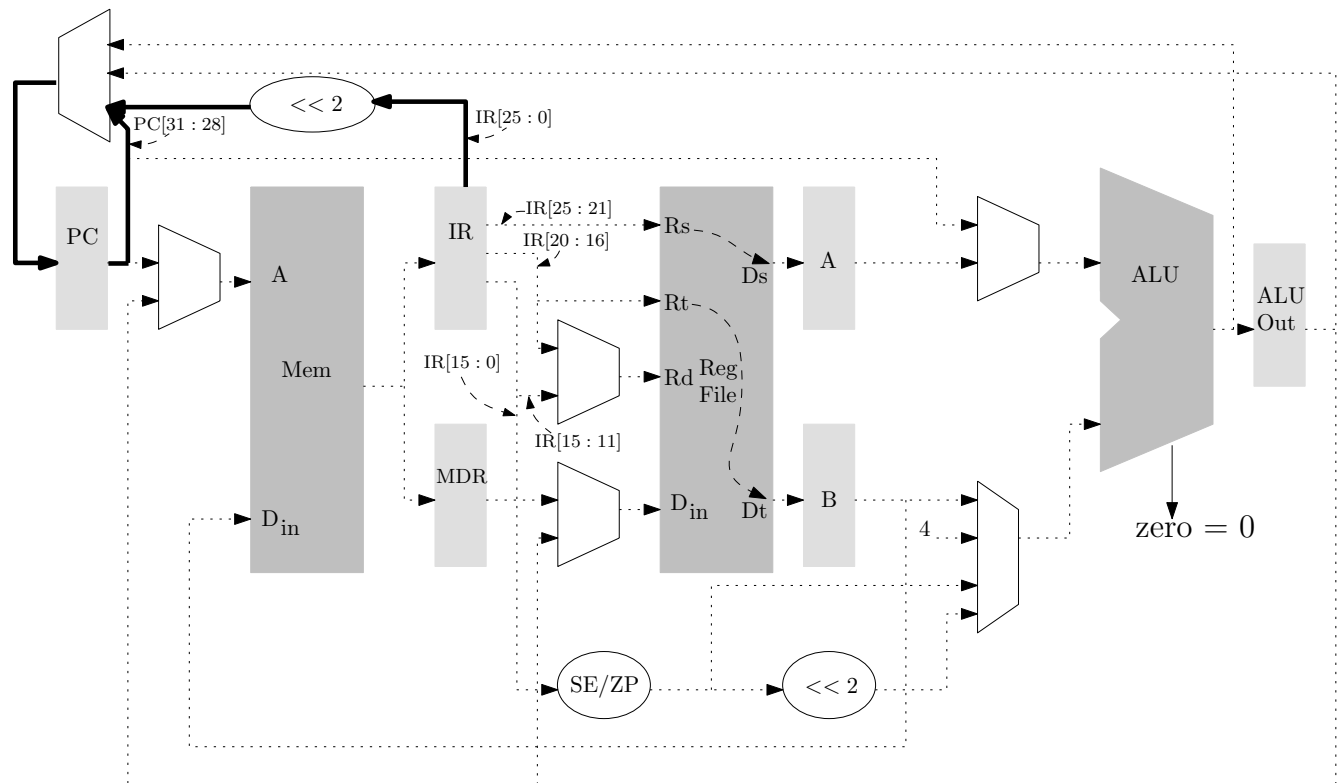 << 2
PC[31 : 28]
IR[25 : 0]
PC
IR
IR[25 : 21]
IR[20 : 16]
Rs
Ds
A
A
ALU
ALU
Out
Rt
Mem
IR[15 : 0]
Rd
Reg
File
IR[15 : 11]
MDR
D in
D in
Dt
B
4
zero = 0
SE/ZP
<< 2